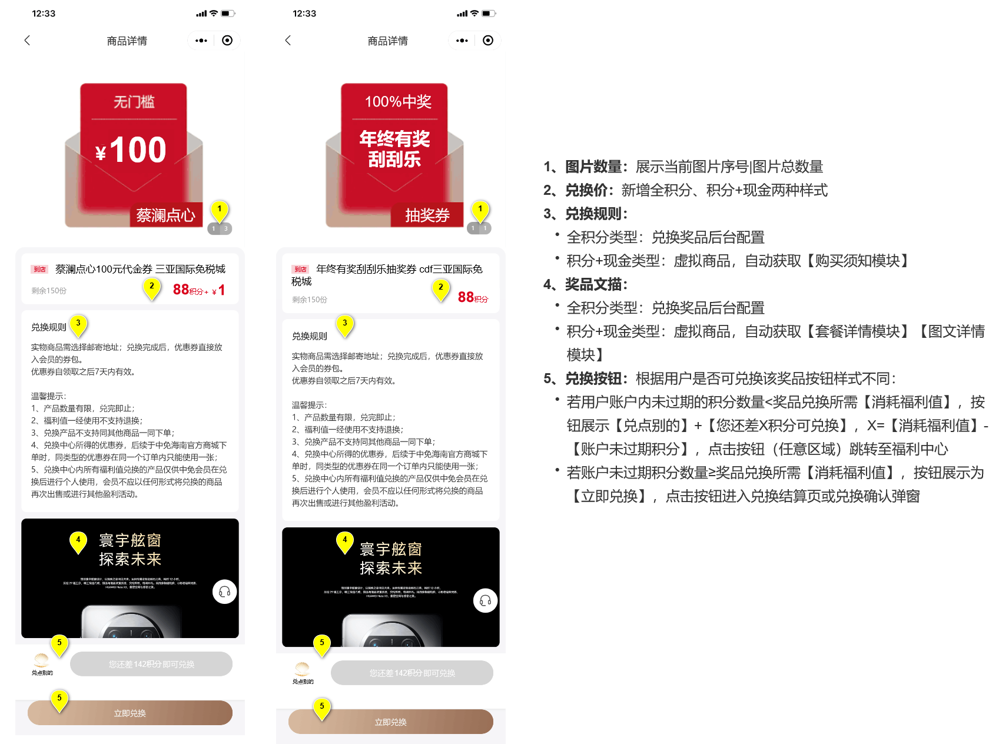 12:33
商品详情
无门槛
¥100
蔡澜点心
1
1 3
到店 蔡澜点心100元代金券 三亚国际免税城
剩余150份
2
88积分+ ¥1
兑换规则
3
实物商品需选择邮寄地址；兑换完成后，优惠券直接放
入会员的券包。
优惠券自领取之后7天内有效。
温馨提示：
1、产品数量有限，兑完即止；
2、福利值一经使用不支持退换；
3、兑换产品不支持同其他商品一同下单；
4、兑换中心所得的优惠券，后续于中免海南官方商城下
单时，同类型的优惠券在同一个订单内只能使用一张；
5、兑换中心内所有福利值兑换的产品仅供中免会员在兑
换后进行个人使用，会员不应以任何形式将兑换的商品
再次出售或进行其他盈利活动。
4
寰宇舷窗
探索未来
5
兑点别的
您还差142积分即可兑换
5
立即兑换
12:33
商品详情
100%中奖
年终有奖
刮刮乐
抽奖券
1
1 1
到店 年终有奖刮刮乐抽奖券 cdf三亚国际免
税城
剩余150份
2
88积分
兑换规则
3
实物商品需选择邮寄地址；兑换完成后，优惠券直接放
入会员的券包。
优惠券自领取之后7天内有效。
温馨提示：
1、产品数量有限，兑完即止；
2、福利值一经使用不支持退换；
3、兑换产品不支持同其他商品一同下单；
4、兑换中心所得的优惠券，后续于中免海南官方商城下
单时，同类型的优惠券在同一个订单内只能使用一张；
5、兑换中心内所有福利值兑换的产品仅供中免会员在兑
换后进行个人使用，会员不应以任何形式将兑换的商品
再次出售或进行其他盈利活动。
4
寰宇舷窗
探索未来
5
兑点别的
您还差142积分即可兑换
5
立即兑换
1、图片数量：展示当前图片序号|图片总数量
2、兑换价：新增全积分、积分+现金两种样式
3、兑换规则：
• 全积分类型：兑换奖品后台配置
• 积分+现金类型：虚拟商品，自动获取【购买须知模块】
4、奖品文描：
• 全积分类型：兑换奖品后台配置
• 积分+现金类型：虚拟商品，自动获取【套餐详情模块】【图文详情
模块】
5、兑换按钮：根据用户是否可兑换该奖品按钮样式不同：
• 若用户账户内未过期的积分数量<奖品兑换所需【消耗福利值】，按
钮展示【兑点别的】+【您还差X积分可兑换】，X=【消耗福利值】-
【账户未过期积分】，点击按钮（任意区域）跳转至福利中心
• 若账户未过期积分数量≥奖品兑换所需【消耗福利值】，按钮展示为
【立即兑换】，点击按钮进入兑换结算页或兑换确认弹窗